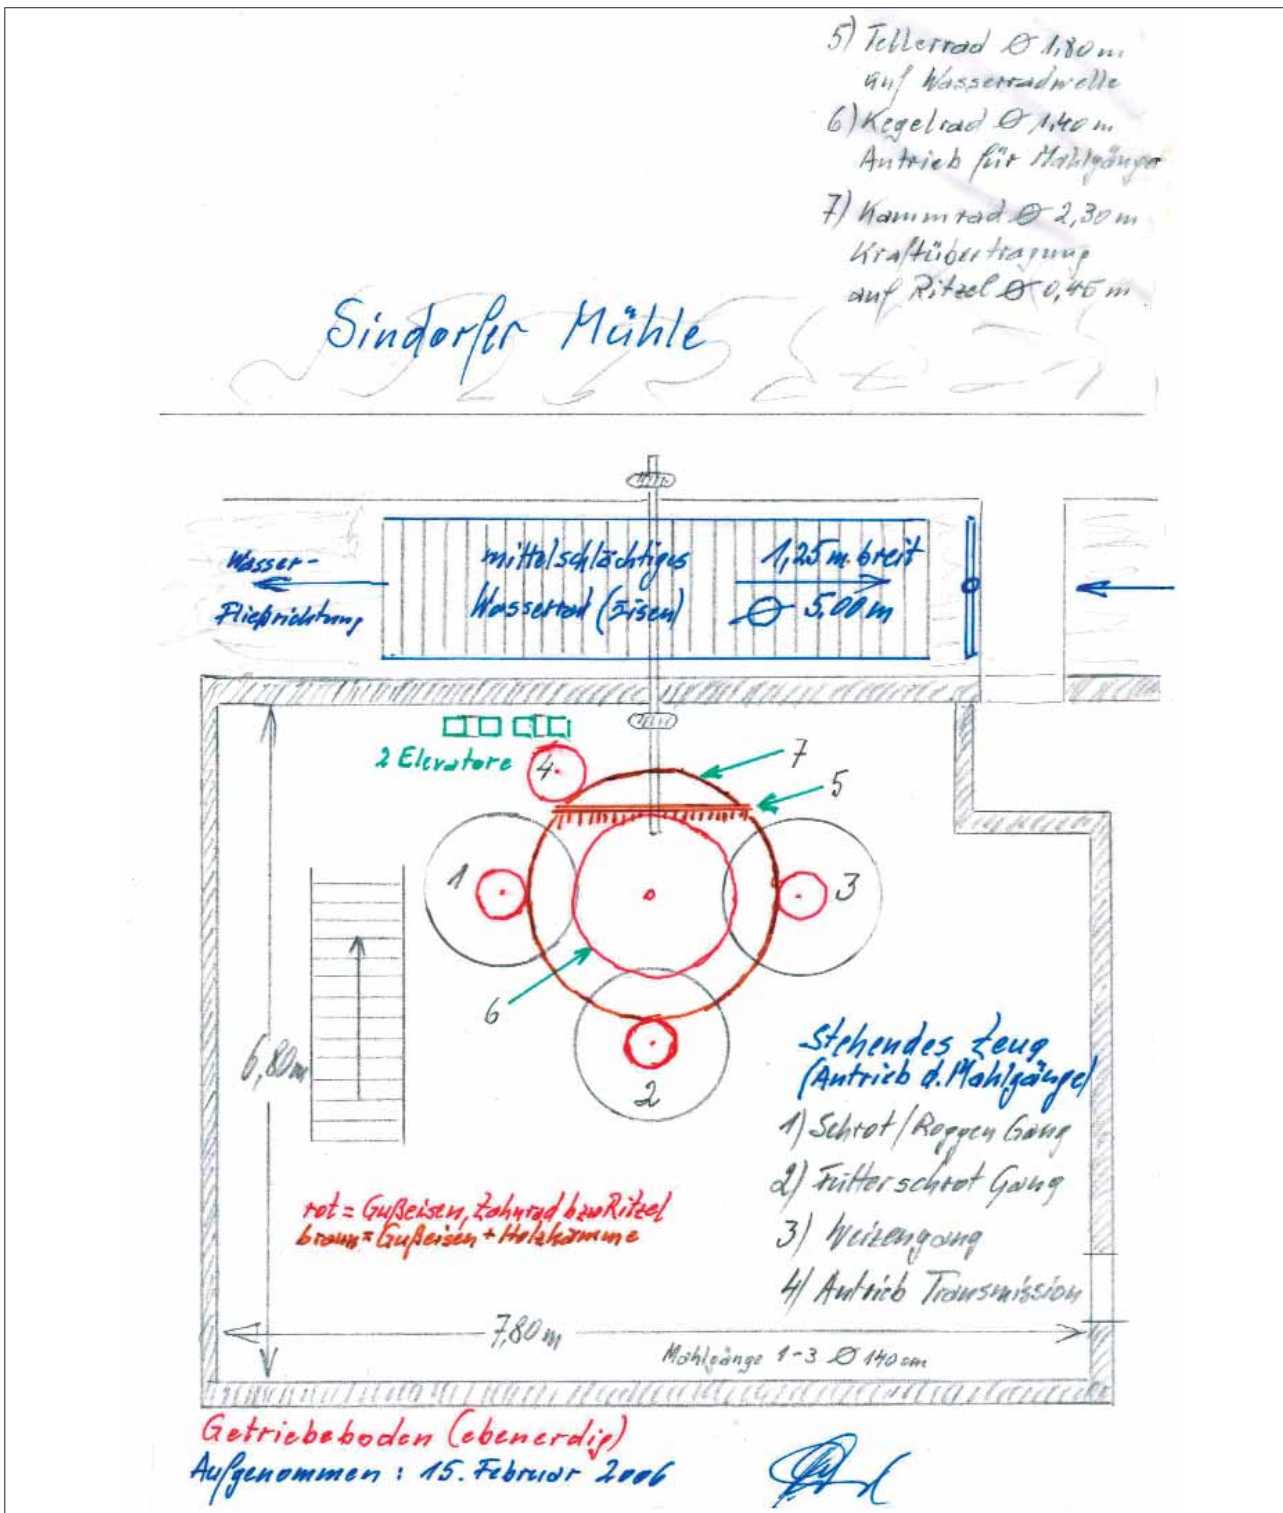 5) Tellerrad Ø 1,80 m
auf Wasserradwelle
6) Kegelrad Ø 1,40 m
Antrieb für Mahlgänge
7) Kammrad Ø 2,30 m
Kraftübertragung
auf Ritzel Ø 0,45 m
Sindorfer Mühle
Wasser-
Fließrichtung
mittelschlächtiges
Wasserrad (Eisen)
1,25 m breit
Ø 5,00 m
2 Elevatore
4
7
5
1
3
6
2
6,80 m
Stehendes Zeug
(Antrieb d. Mahlgänge)
1) Schrot/Roggen Gang
2) Futterschrot Gang
3) Weizengang
4) Antrieb Transmission
rot = Gußeisen, Zahnrad bzw Ritzel
braun = Gußeisen + Holzkämme
7,80 m
Mahlgänge 1-3 Ø 140 cm
Getriebeboden (ebenerdig)
Aufgenommen : 15. Februar 2006